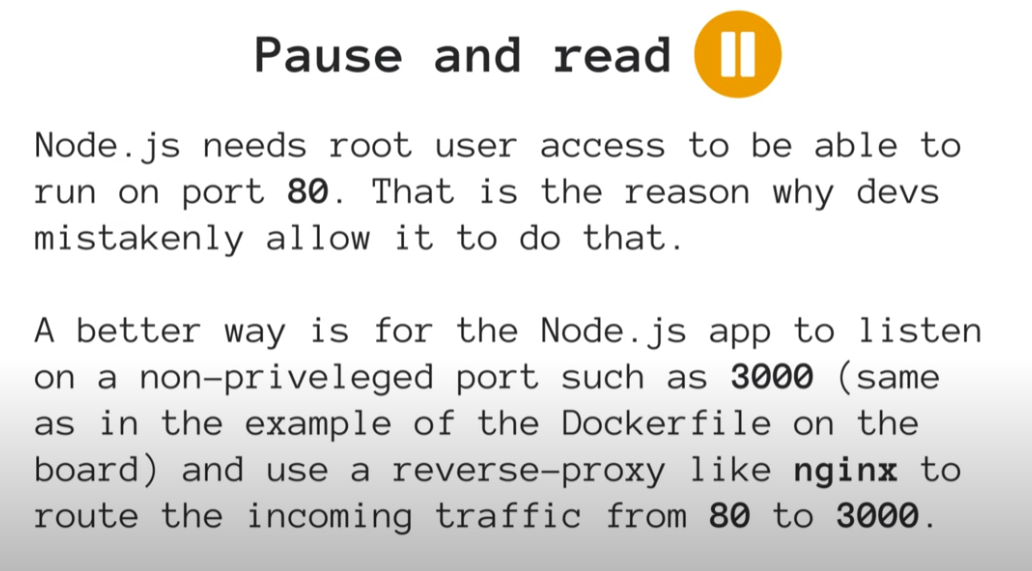 Pause and read
Node.js needs root user access to be able to
run on port 80. That is the reason why devs
mistakenly allow it to do that.
A better way is for the Node.js app to listen
on a non-priveleged port such as 3000 (same
as in the example of the Dockerfile on the
board) and use a reverse-proxy like nginx to
route the incoming traffic from 80 to 3000.